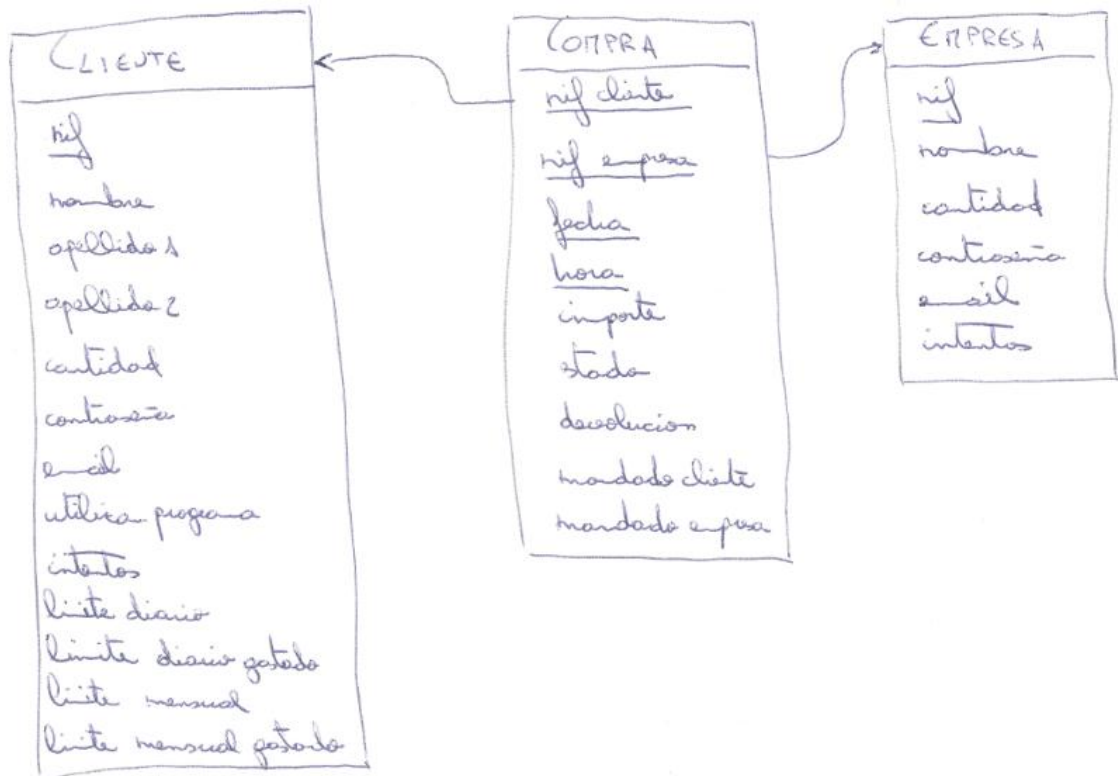 CLIENTE
nif
nombre
apellido 1
apellido 2
cantidad
contraseña
email
utiliza programa
intentos
limite diario
limite diario gastado
limite mensual
limite mensual gastado
COMPRA
nif cliente
nif empresa
fecha
hora
importe
estado
devolucion
mandado cliente
mandado empresa
EMPRESA
nif
nombre
cantidad
contraseña
email
intentos